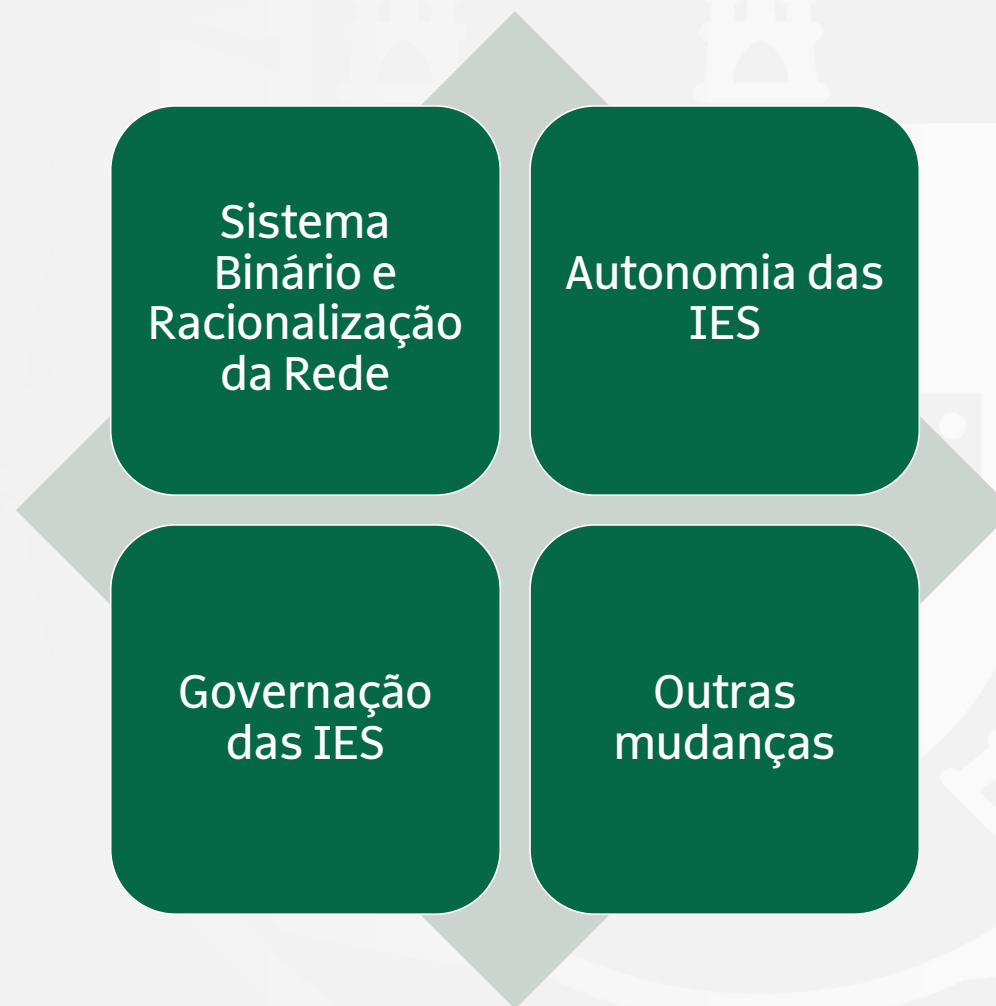 Sistema
Binário e
Racionalização
da Rede
Autonomia das
IES
Governação
das IES
Outras
mudanças